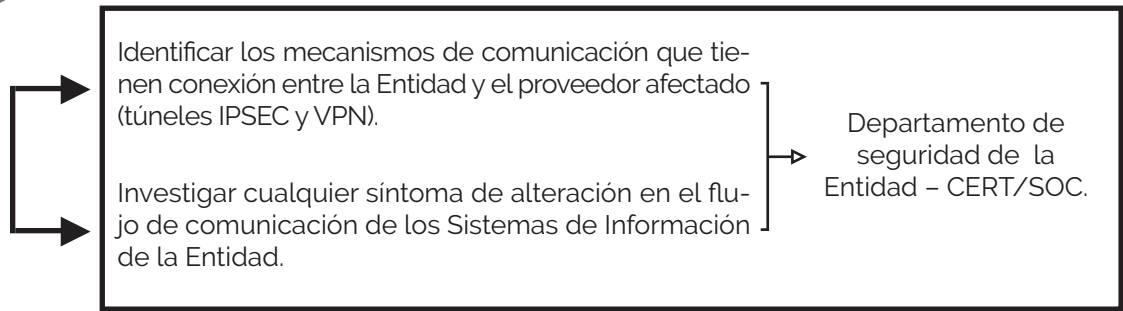 Identificar los mecanismos de comunicación que tie-
nen conexión entre la Entidad y el proveedor afectado
(túneles IPSEC y VPN).
Investigar cualquier síntoma de alteración en el flu-
jo de comunicación de los Sistemas de Información
de la Entidad.
Departamento de
seguridad de la
Entidad – CERT/SOC.